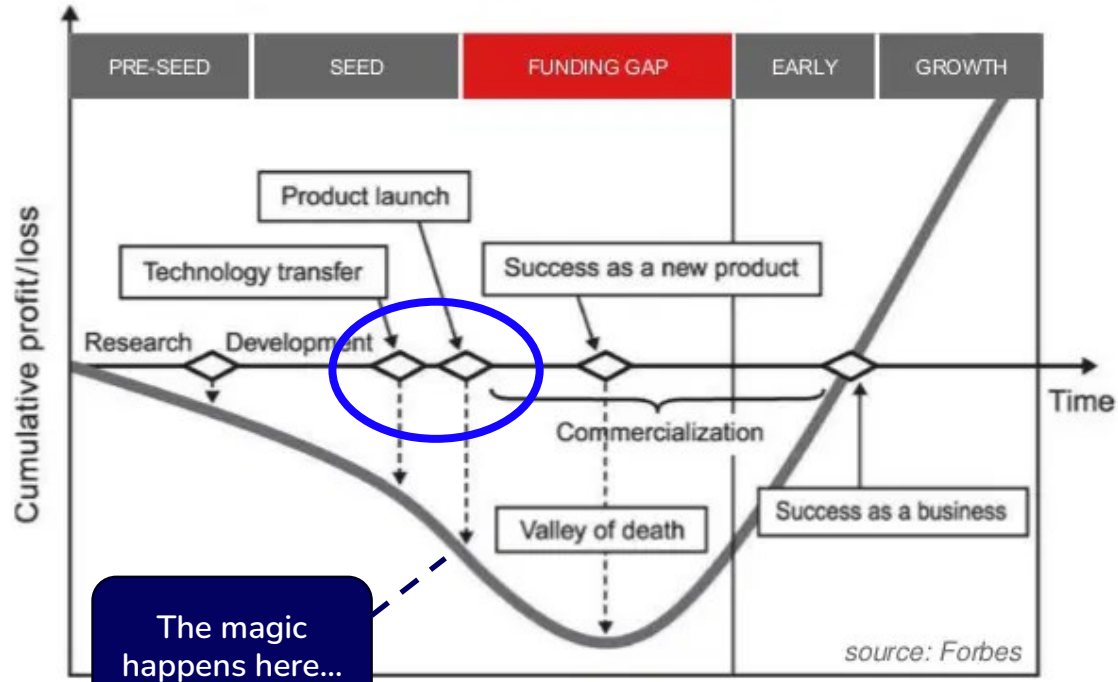 PRE-SEED
SEED
FUNDING GAP
EARLY
GROWTH
Product launch
Technology transfer
Success as a new product
Research
Development
Time
Commercialization
Cumulative profit/loss
Valley of death
Success as a business
The magic
happens here...
source: Forbes